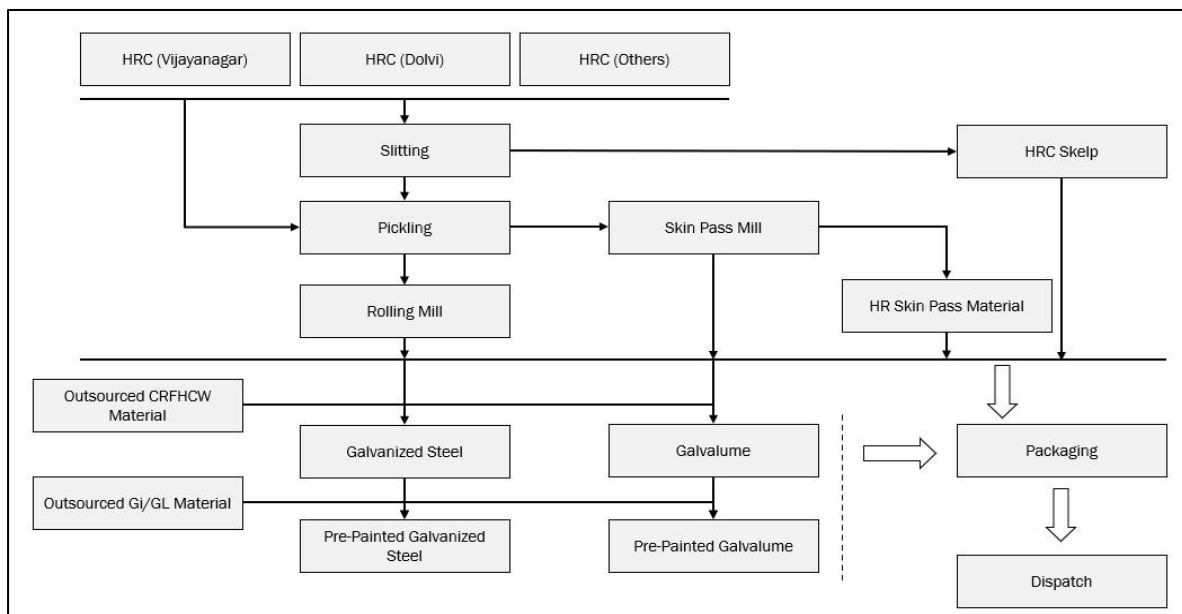 HRC (Vijayanagar)
HRC (Dolvi)
HRC (Others)
Slitting
HRC Skelp
Pickling
Skin Pass Mill
Rolling Mill
HR Skin Pass Material
Outsourced CRFHCW
Material
Galvanized Steel
Galvalume
Packaging
Outsourced Gi/GL Material
Pre-Painted Galvanized
Steel
Pre-Painted Galvalume
Dispatch